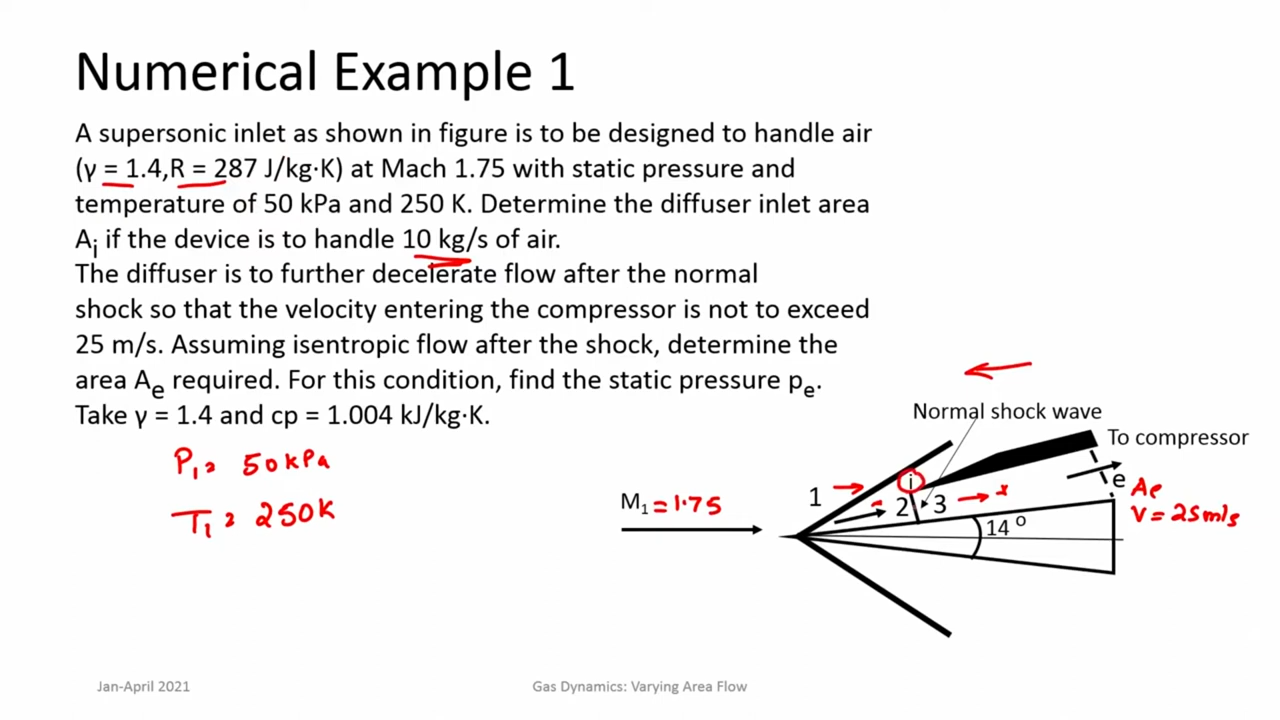 Numerical Example 1
A supersonic inlet as shown in figure is to be designed to handle air
(γ = 1.4,R = 287 J/kg·K) at Mach 1.75 with static pressure and
temperature of 50 kPa and 250 K. Determine the diffuser inlet area
Ai if the device is to handle 10 kg/s of air.
The diffuser is to further decelerate flow after the normal
shock so that the velocity entering the compressor is not to exceed
25 m/s. Assuming isentropic flow after the shock, determine the
area Ae required. For this condition, find the static pressure pe.
Take γ = 1.4 and cp = 1.004 kJ/kg·K.
P1 = 50 kPa
T1 = 250K
Normal shock wave
To compressor
M1 = 1.75
1
i
2
3
e
Ae
V = 25m/s
14°
Jan-April 2021
Gas Dynamics: Varying Area Flow